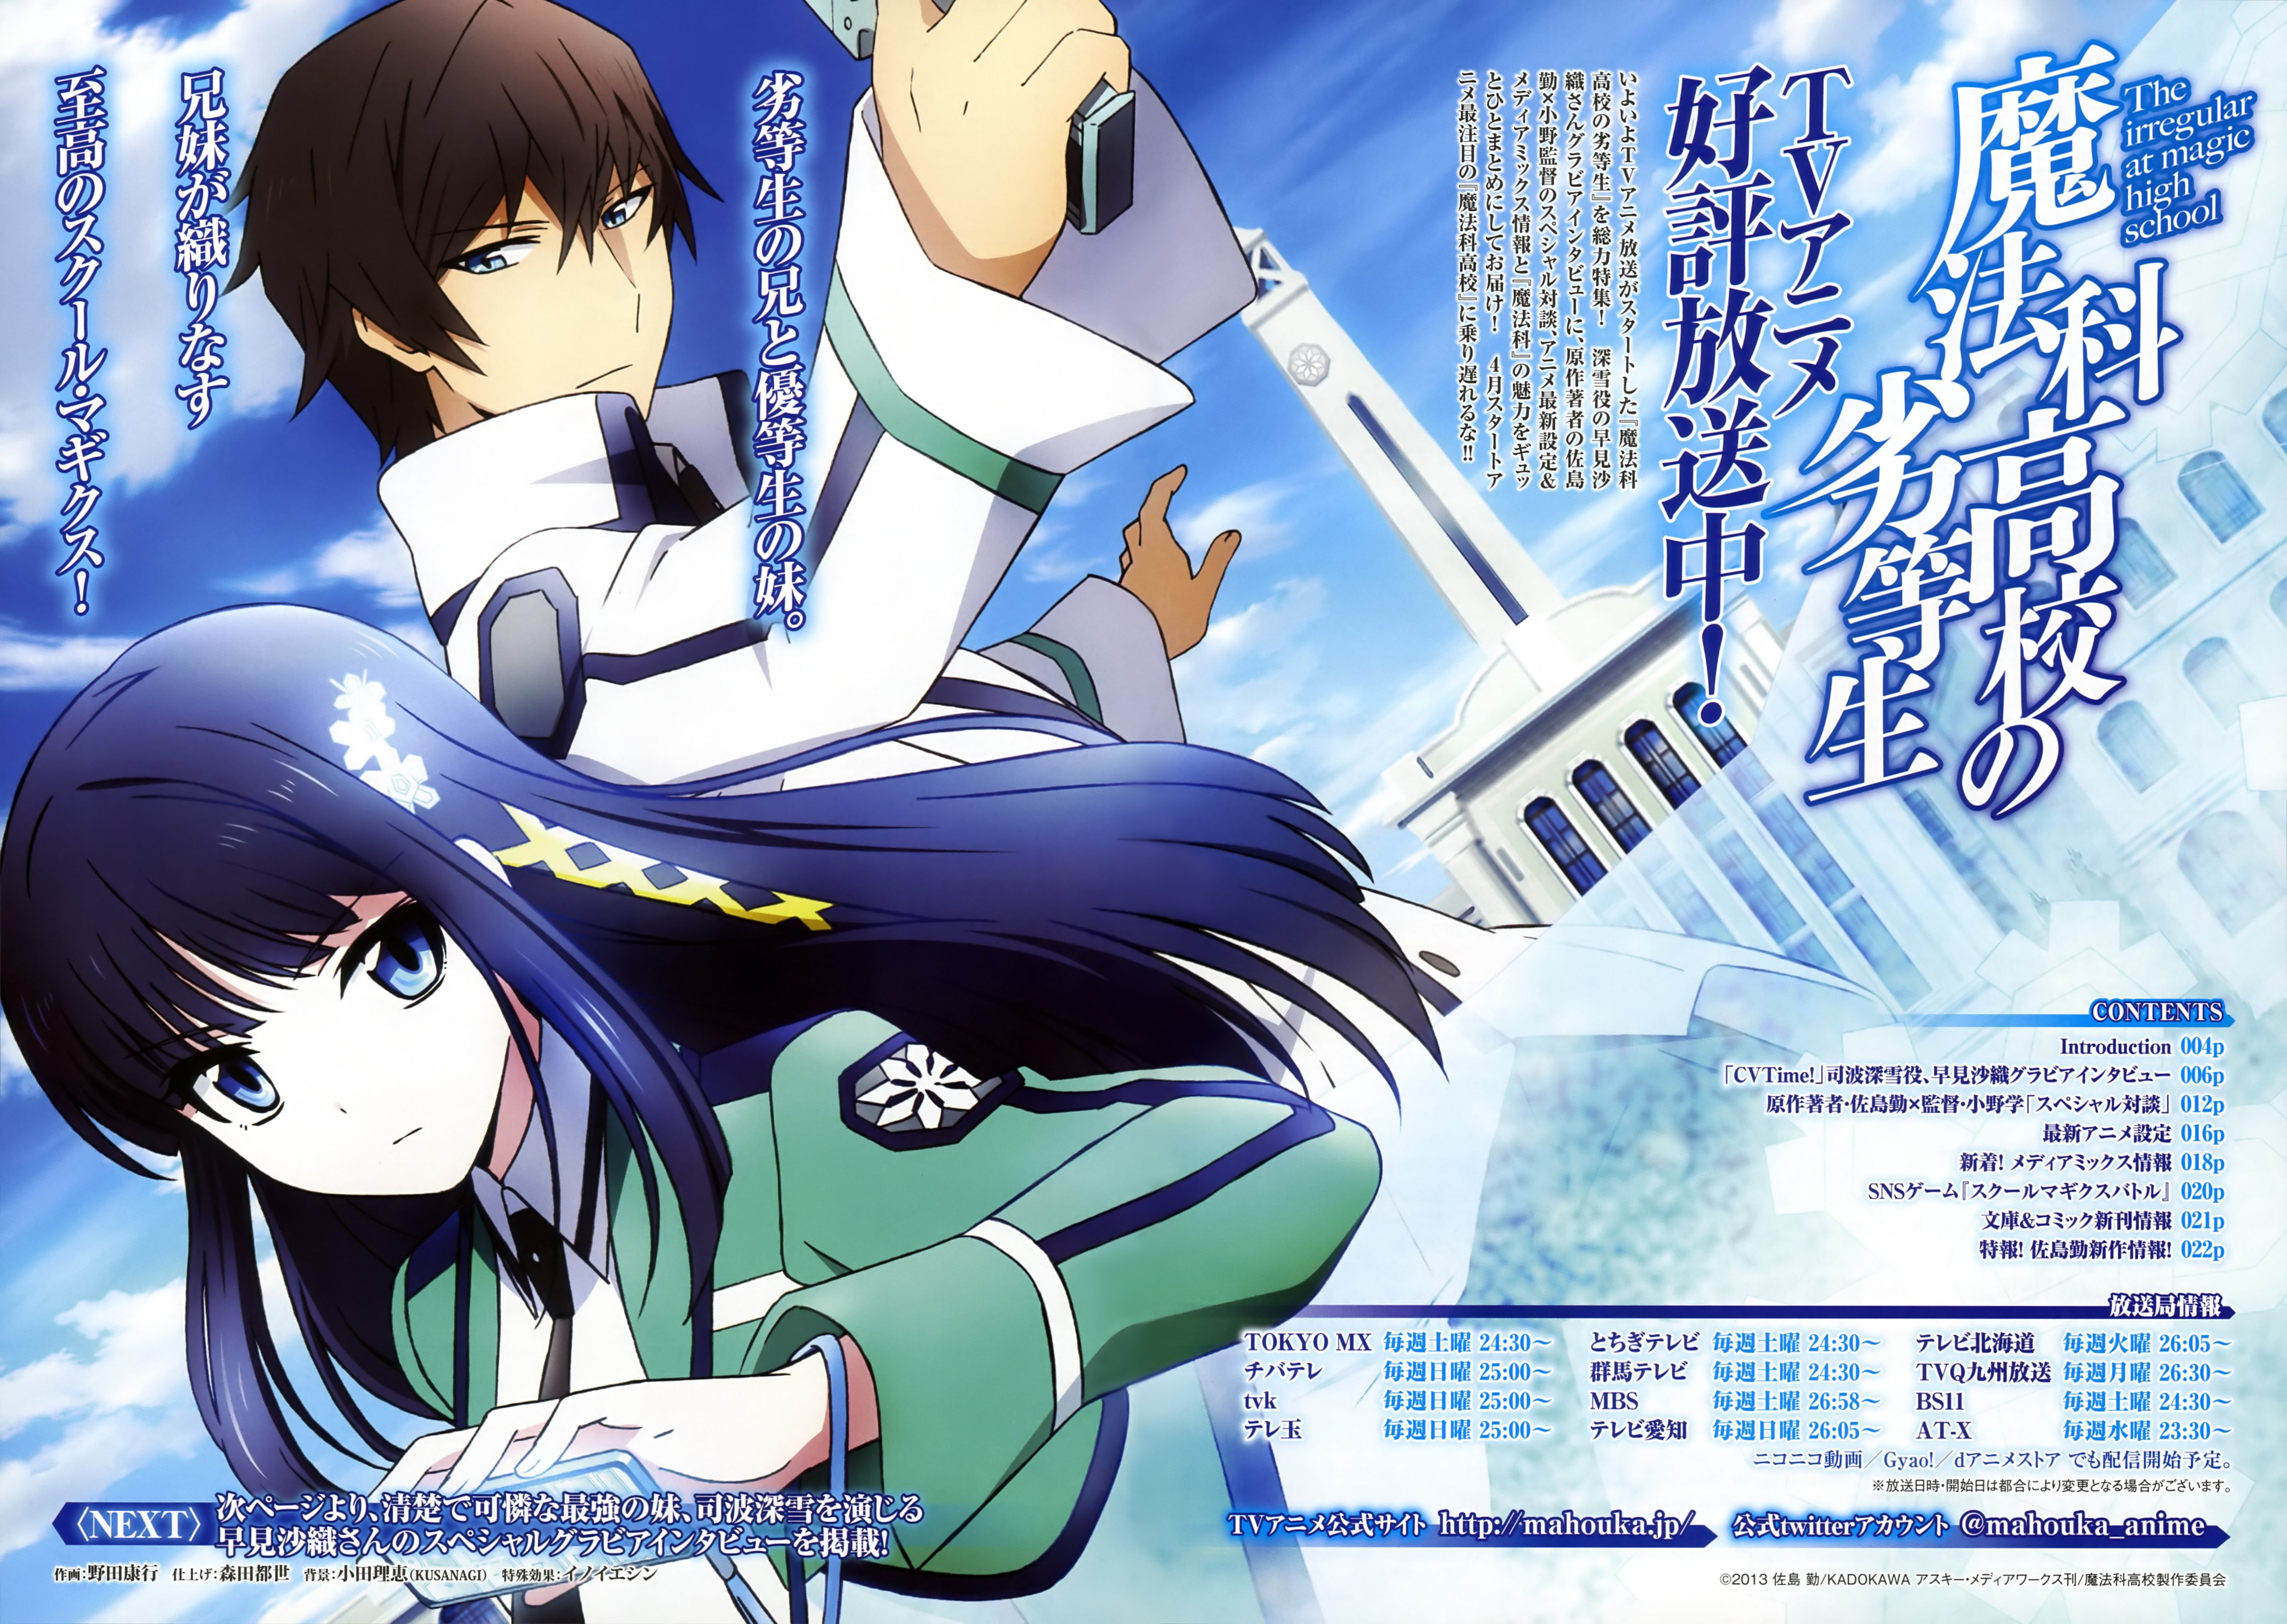 魔法科高校の
劣等生
The
irregular
at magic
high
school
TVアニメ
好評放送中!
いよいよTVアニメ放送がスタートした『魔法科
高校の劣等生』を総力特集! 深雪役の早見沙
織さんグラビアインタビューに、原作著者の佐島
勤×小野監督のスペシャル対談、アニメ最新設定&
メディアミックス情報と『魔法科』の魅力をギュッ
とひとまとめにしてお届け! 4月スタートア
ニメ最注目の『魔法科高校』に乗り遅れるな!!
劣等生の兄と優等生の妹。
兄妹が織りなす
至高のスクール・マギクス!
CONTENTS
Introduction 004p
「CVTime!」司波深雪役、早見沙織グラビアインタビュー 006p
原作著者・佐島勤×監督・小野学「スペシャル対談」 012p
最新アニメ設定 016p
新着! メディアミックス情報 018p
SNSゲーム『スクールマギクスバトル』 020p
文庫&コミック新刊情報 021p
特報! 佐島勤新作情報! 022p
放送局情報
TOKYO MX 毎週土曜 24:30〜
チバテレ 毎週日曜 25:00〜
tvk 毎週日曜 25:00〜
テレ玉 毎週日曜 25:00〜
とちぎテレビ 毎週土曜 24:30〜
群馬テレビ 毎週土曜 24:30〜
MBS 毎週土曜 26:58〜
テレビ愛知 毎週日曜 26:05〜
テレビ北海道 毎週火曜 26:05〜
TVQ九州放送 毎週月曜 26:30〜
BS11 毎週土曜 24:30〜
AT-X 毎週水曜 23:30〜
ニコニコ動画/Gyao!/dアニメストア でも配信開始予定。
※放送日時・開始日は都合により変更となる場合がございます。
TVアニメ公式サイト http://mahouka.jp/
公式twitterアカウント @mahouka_anime
〈NEXT〉
次ページより、清楚で可憐な最強の妹、司波深雪を演じる
早見沙織さんのスペシャルグラビアインタビューを掲載!
作画:野田康行 仕上げ:森田都世 背景:小田理恵(KUSANAGI) 特殊効果:イノイエシン
©2013 佐島 勤/KADOKAWA アスキー・メディアワークス刊/魔法科高校製作委員会